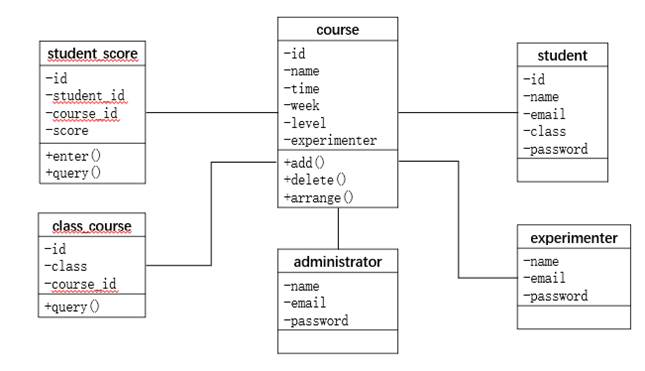 student_score
-id
-student_id
-course_id
-score
+enter()
+query()
course
-id
-name
-time
-week
-level
-experimenter
+add()
+delete()
+arrange()
student
-id
-name
-email
-class
-password
class_course
-id
-class
-course_id
+query()
administrator
-name
-email
-password
experimenter
-name
-email
-password